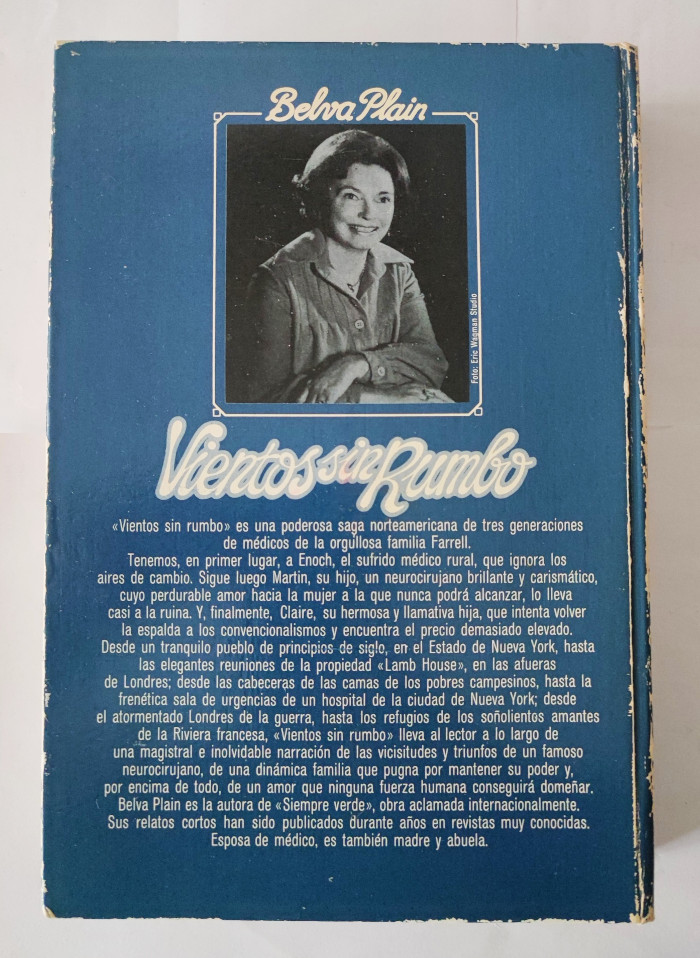 Belva Plain
Foto: Eric Wagman Studio
Vientos sin Rumbo
«Vientos sin rumbo» es una poderosa saga norteamericana de tres generaciones
de médicos de la orgullosa familia Farrell.
Tenemos, en primer lugar, a Enoch, el sufrido médico rural, que ignora los
aires de cambio. Sigue luego Martin, su hijo, un neurocirujano brillante y carismático,
cuyo perdurable amor hacia la mujer a la que nunca podrá alcanzar, lo lleva
casi a la ruina. Y, finalmente, Claire, su hermosa y llamativa hija, que intenta volver
la espalda a los convencionalismos y encuentra el precio demasiado elevado.
Desde un tranquilo pueblo de principios de siglo, en el Estado de Nueva York, hasta
las elegantes reuniones de la propiedad «Lamb House», en las afueras
de Londres; desde las cabeceras de las camas de los pobres campesinos, hasta la
frenética sala de urgencias de un hospital de la ciudad de Nueva York; desde
el atormentado Londres de la guerra, hasta los refugios de los soñolientos amantes
de la Riviera francesa, «Vientos sin rumbo» lleva al lector a lo largo de
una magistral e inolvidable narración de las vicisitudes y triunfos de un famoso
neurocirujano, de una dinámica familia que pugna por mantener su poder y,
por encima de todo, de un amor que ninguna fuerza humana conseguirá domeñar.
Belva Plain es la autora de «Siempre verde», obra aclamada internacionalmente.
Sus relatos cortos han sido publicados durante años en revistas muy conocidas.
Esposa de médico, es también madre y abuela.